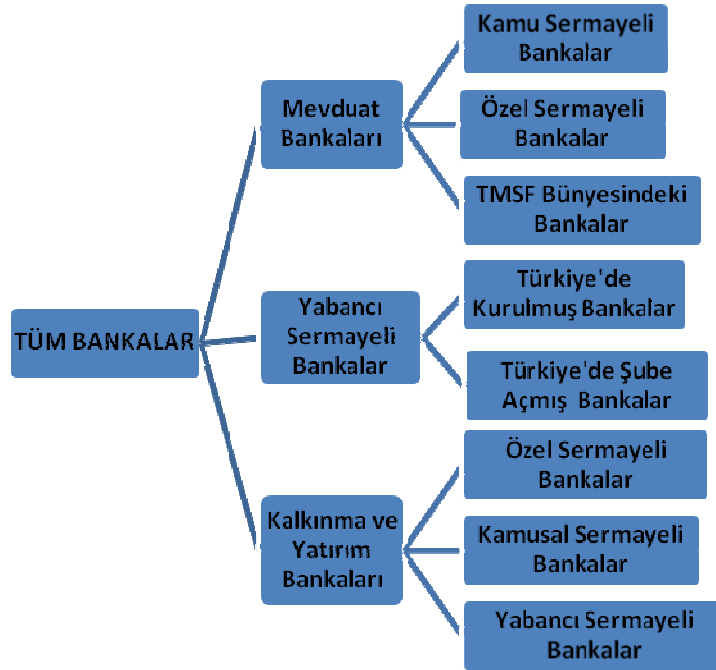 TÜM BANKALAR
Mevduat
Bankaları
Kamu Sermayeli
Bankalar
Özel Sermayeli
Bankalar
TMSF Bünyesindeki
Bankalar
Yabancı
Sermayeli
Bankalar
Türkiye'de
Kurulmuş Bankalar
Türkiye'de Şube
Açmış Bankalar
Kalkınma ve
Yatırım
Bankaları
Özel Sermayeli
Bankalar
Kamusal Sermayeli
Bankalar
Yabancı Sermayeli
Bankalar